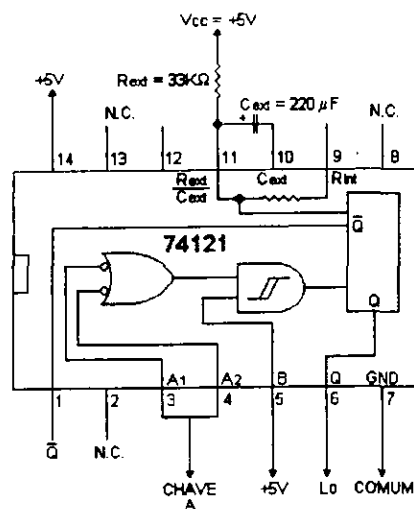 Vcc = +5V
+5V
Rext = 33KΩ
N.C.
+ Cext = 220 µF
N.C.
14 13 12 11 10 9 8
Rext Cext Rint
Cext
Q̅
74121
Q
A1 A2 B Q GND
1 2 3 4 5 6 7
Q̅ N.C.
CHAVE +5V Lo COMUM
A